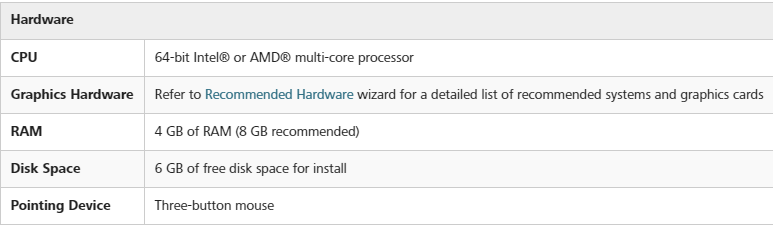 Hardware
CPU 64-bit Intel® or AMD® multi-core processor
Graphics Hardware Refer to Recommended Hardware wizard for a detailed list of recommended systems and graphics cards
RAM 4 GB of RAM (8 GB recommended)
Disk Space 6 GB of free disk space for install
Pointing Device Three-button mouse